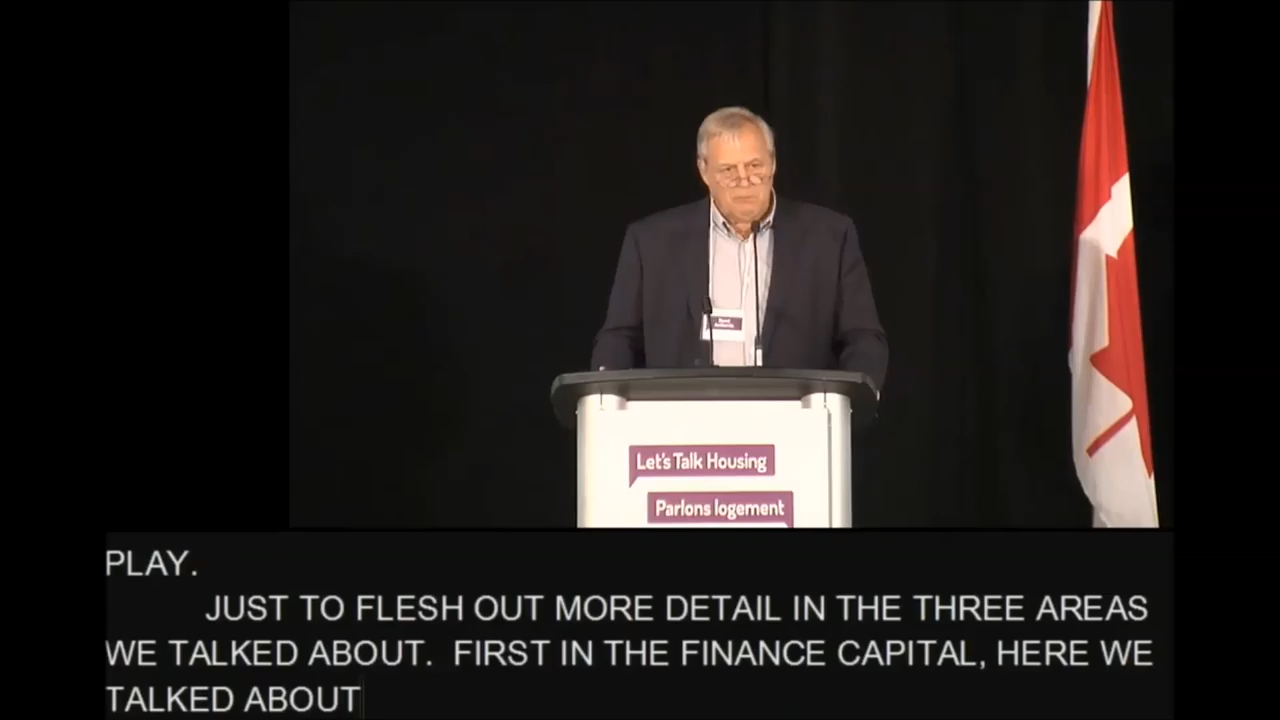 Let's Talk Housing
Parlons logement
PLAY.
JUST TO FLESH OUT MORE DETAIL IN THE THREE AREAS
WE TALKED ABOUT. FIRST IN THE FINANCE CAPITAL, HERE WE
TALKED ABOUT